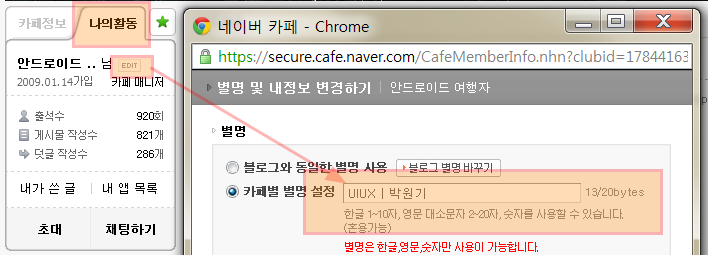 카페정보
나의활동
안드로이드 .. 님 EDIT
2009.01.14가입
카페 매니저
출석수 920회
게시물 작성수 821개
덧글 작성수 286개
내가 쓴 글
내 앱 목록
초대
채팅하기
네이버 카페 - Chrome
https://secure.cafe.naver.com/CafeMemberInfo.nhn?clubid=17844163
별명 및 내정보 변경하기 | 안드로이드 여행자
별명
블로그와 동일한 별명 사용
블로그 별명 바꾸기
카페별 별명 설정
UIUX | 박원기
13/20bytes
한글 1~10자, 영문 대소문자 2~20자, 숫자를 사용할 수 있습니다.
(혼용가능)
별명은 한글,영문,숫자만 사용이 가능합니다.